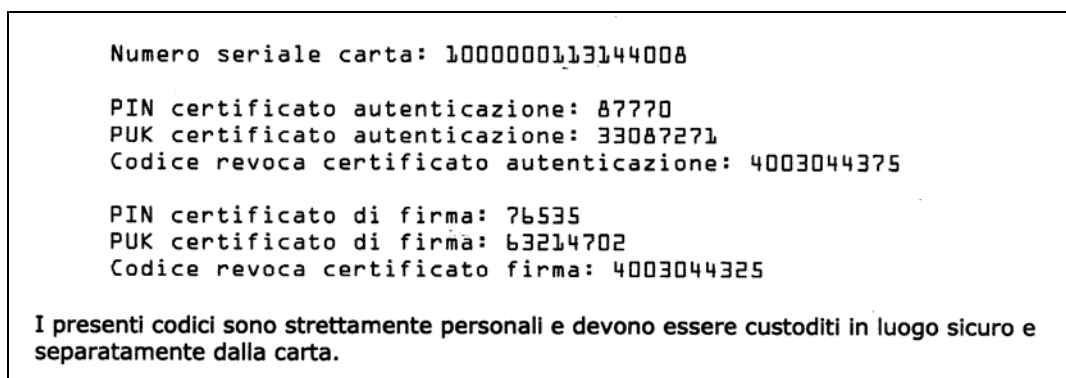 Numero seriale carta: 1000000113144008
PIN certificato autenticazione: 87770
PUK certificato autenticazione: 33087271
Codice revoca certificato autenticazione: 4003044375
PIN certificato di firma: 76535
PUK certificato di firma: 63214702
Codice revoca certificato firma: 4003044325
I presenti codici sono strettamente personali e devono essere custoditi in luogo sicuro e
separatamente dalla carta.